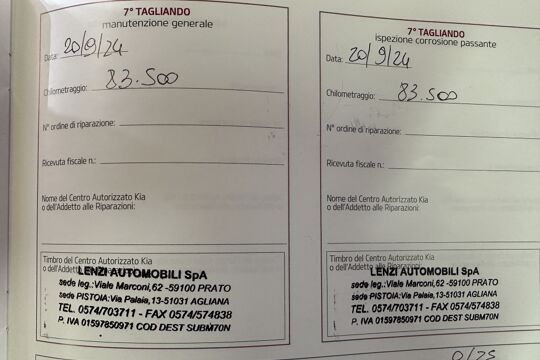 7° TAGLIANDO
manutenzione generale
Data: 20/9/24
Chilometraggio: 83.500
N° ordine di riparazione:
Ricevuta fiscale n.:
Nome del Centro Autorizzato Kia
o dell'Addetto alle Riparazioni:
Timbro del Centro Autorizzato Kia
o dell'Addetto
LENZI AUTOMOBILI SpA
sede leg.:Viale Marconi,62 -59100 PRATO
sede PISTOIA:Via Palaia,13-51031 AGLIANA
TEL. 0574/703711 - FAX 0574/574838
P. IVA 01597850971 COD DEST SUBM70N
7° TAGLIANDO
ispezione corrosione passante
Data: 20/9/24
Chilometraggio: 83.500
N° ordine di riparazione:
Ricevuta fiscale n.:
Nome del Centro Autorizzato Kia
o dell'Addetto alle Riparazioni:
Timbro del Centro Autorizzato Kia
o dell'Addetto
LENZI AUTOMOBILI SpA
sede leg.:Viale Marconi,62 -59100 PRATO
sede PISTOIA:Via Palaia,13-51031 AGLIANA
TEL. 0574/703711 - FAX 0574/574838
P. IVA 01597850971 COD DEST SUBM70N